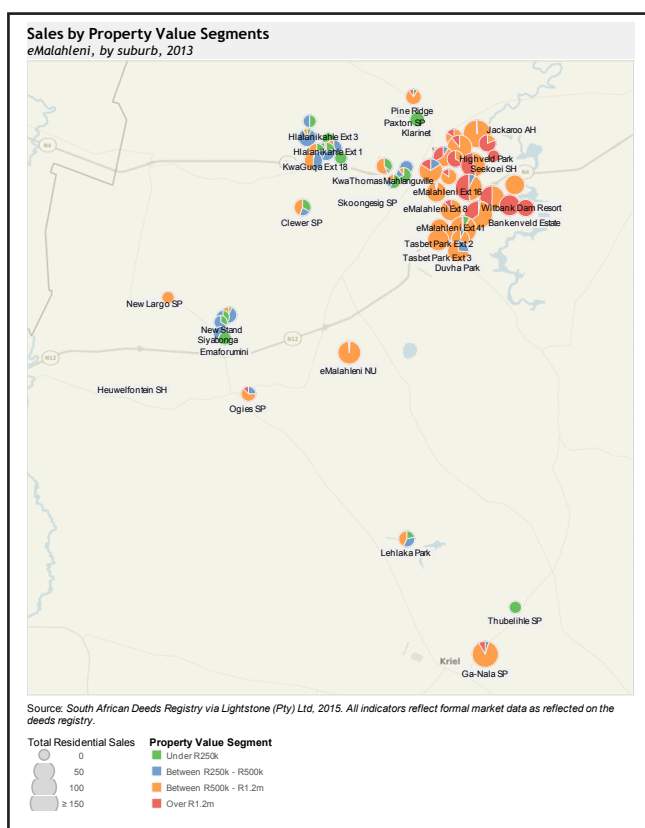 Sales by Property Value Segments
eMalahleni, by suburb, 2013
Pine Ridge
Paxton SP
Klarinet
Jackaroo AH
Hlalanikahle Ext 3
N4
Hlalanikahle Ext 1
Highveld Park
KwaGuqa Ext 18
Seekoei SH
N4
KwaThomasMahlanguville
eMalahleni Ext 16
Skoongesig SP
eMalahleni Ext 8
Witbank Dam Resort
Clewer SP
Bankenveld Estate
eMalahleni Ext 41
Tasbet Park Ext 2
Tasbet Park Ext 3
Duvha Park
New Largo SP
New Stand
Siyabonga
N12
Emaforumini
N12
eMalahleni NU
Heuwelfontein SH
Ogies SP
Lehlaka Park
Thubelihle SP
Kriel
Ga-Nala SP
Source: South African Deeds Registry via Lightstone (Pty) Ltd, 2015. All indicators reflect formal market data as reflected on the
deeds registry.
Total Residential Sales
0
50
100
≥ 150
Property Value Segment
Under R250k
Between R250k - R500k
Between R500k - R1.2m
Over R1.2m